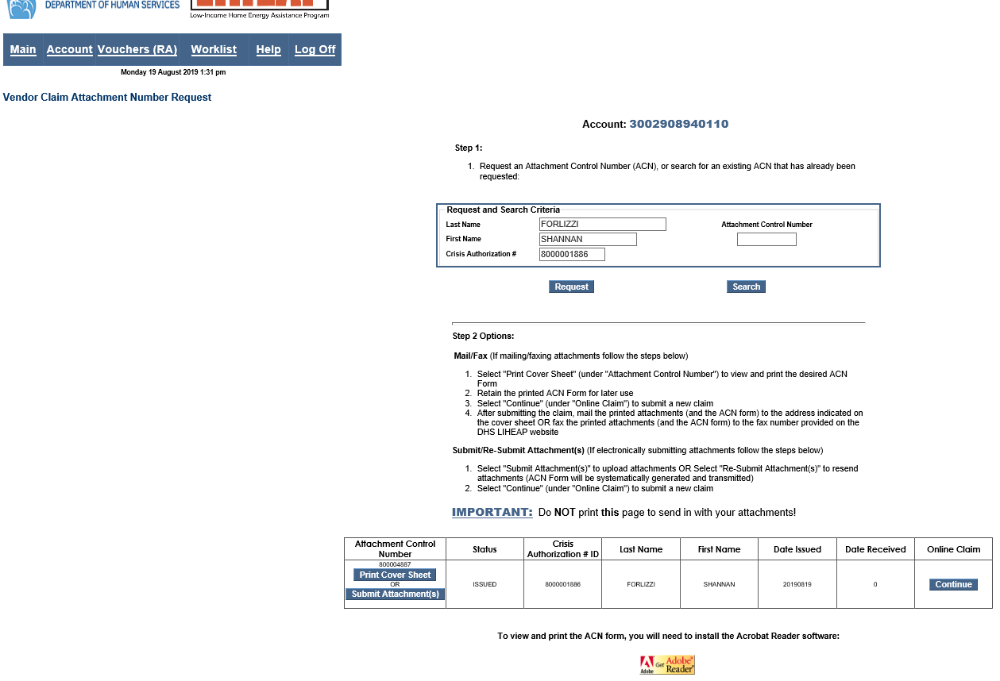 DEPARTMENT OF HUMAN SERVICES
Low-Income Home Energy Assistance Program
Main Account Vouchers (RA) Worklist Help Log Off
Monday 19 August 2019 1:31 pm
Vendor Claim Attachment Number Request
Account: 3002908940110
Step 1:
1. Request an Attachment Control Number (ACN), or search for an existing ACN that has already been
requested:
Request and Search Criteria
Last Name FORLIZZI Attachment Control Number
First Name SHANNAN
Crisis Authorization # 8000001886
Request Search
Step 2 Options:
Mail/Fax (If mailing/faxing attachments follow the steps below)
1. Select "Print Cover Sheet" (under "Attachment Control Number") to view and print the desired ACN
Form
2. Retain the printed ACN Form for later use
3. Select "Continue" (under "Online Claim") to submit a new claim
4. After submitting the claim, mail the printed attachments (and the ACN form) to the address indicated on
the cover sheet OR fax the printed attachments (and the ACN form) to the fax number provided on the
DHS LIHEAP website
Submit/Re-Submit Attachment(s) (If electronically submitting attachments follow the steps below)
1. Select "Submit Attachment(s)" to upload attachments OR Select "Re-Submit Attachment(s)" to resend
attachments (ACN Form will be systematically generated and transmitted)
2. Select "Continue" (under "Online Claim") to submit a new claim
IMPORTANT: Do NOT print this page to send in with your attachments!
Attachment Control Number Status Crisis Authorization # ID Last Name First Name Date Issued Date Received Online Claim
800004887
Print Cover Sheet
OR
Submit Attachment(s)
ISSUED 8000001886 FORLIZZI SHANNAN 20190819 0 Continue
To view and print the ACN form, you will need to install the Acrobat Reader software:
Adobe Get Adobe® Reader®